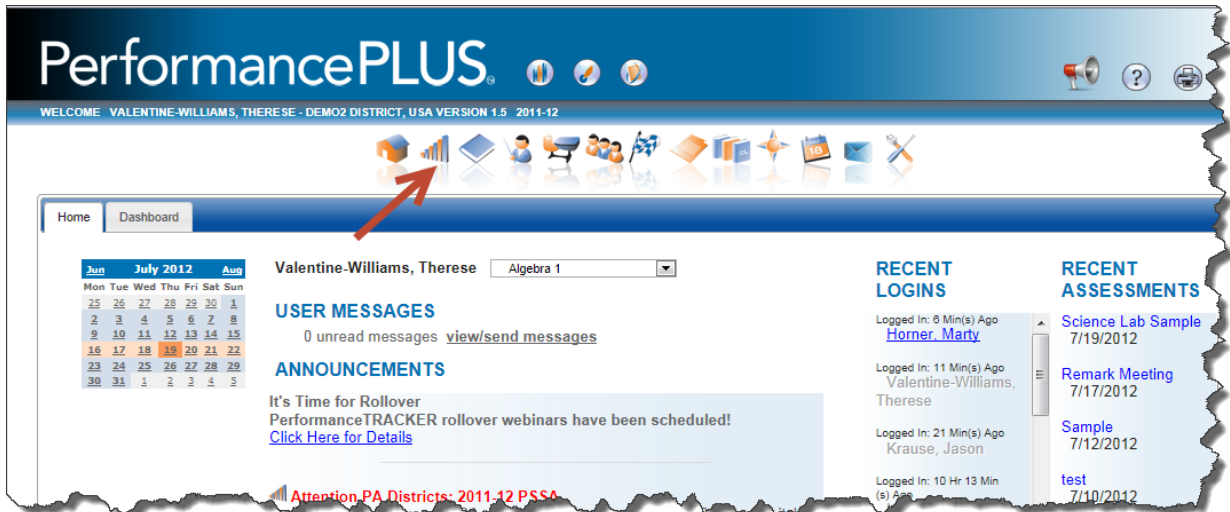 PerformancePLUS®
WELCOME VALENTINE-WILLIAMS, THERESE - DEMO2 DISTRICT, USA VERSION 1.5 2011-12
CL
18
Home
Dashboard
Jun July 2012 Aug
Mon Tue Wed Thu Fri Sat Sun
25 26 27 28 29 30 1
2 3 4 5 6 7 8
9 10 11 12 13 14 15
16 17 18 19 20 21 22
23 24 25 26 27 28 29
30 31 1 2 3 4 5
Valentine-Williams, Therese Algebra 1
USER MESSAGES
0 unread messages view/send messages
ANNOUNCEMENTS
It's Time for Rollover
PerformanceTRACKER rollover webinars have been scheduled!
Click Here for Details
Attention PA Districts: 2011-12 PSSA
RECENT
LOGINS
Logged In: 6 Min(s) Ago
Horner, Marty
Logged In: 11 Min(s) Ago
Valentine-Williams,
Therese
Logged In: 21 Min(s) Ago
Krause, Jason
Logged In: 10 Hr 13 Min
(s) Ago
RECENT
ASSESSMENTS
Science Lab Sample
7/19/2012
Remark Meeting
7/17/2012
Sample
7/12/2012
test
7/10/2012